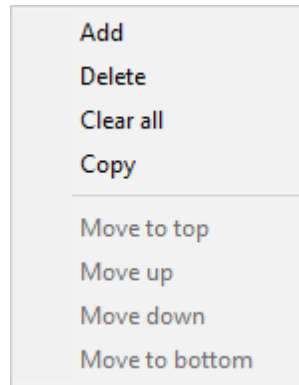 Add
Delete
Clear all
Copy
Move to top
Move up
Move down
Move to bottom